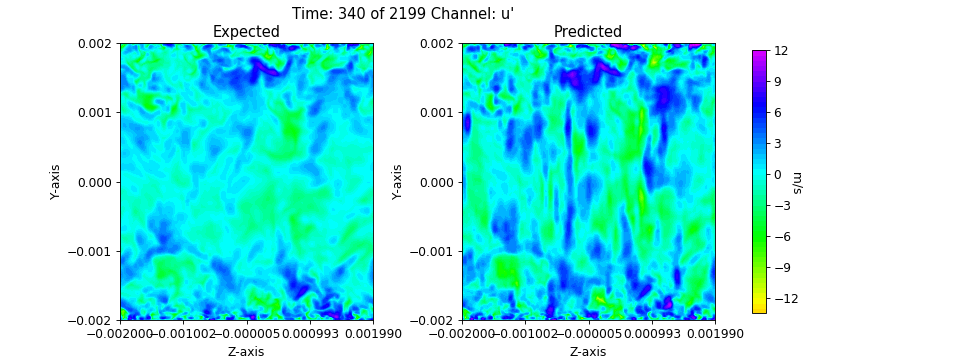 Time: 340 of 2199 Channel: u'
Expected
Predicted
0.002
0.001
0.000
−0.001
−0.002
Y-axis
−0.002000 −0.001002 −0.000005 0.000993 0.001990
Z-axis
0.002
0.001
0.000
−0.001
−0.002
Y-axis
−0.002000 −0.001002 −0.000005 0.000993 0.001990
Z-axis
12
9
6
3
0
−3
−6
−9
−12
m/s